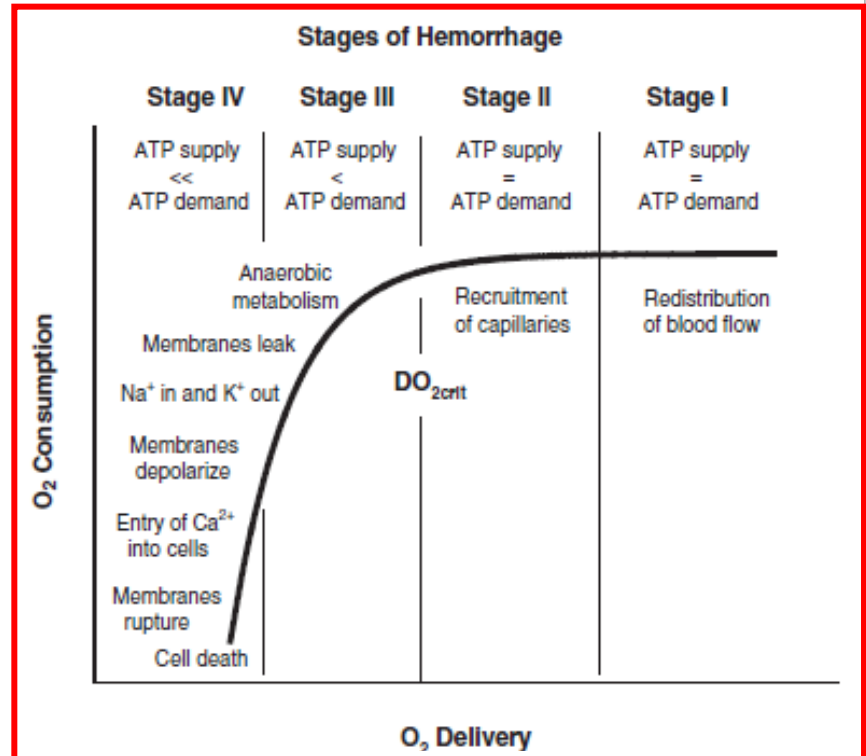 Stages of Hemorrhage
Stage IV Stage III Stage II Stage I
ATP supply ATP supply ATP supply ATP supply
<< < = =
ATP demand ATP demand ATP demand ATP demand
Anaerobic
metabolism
Recruitment
of capillaries
Redistribution
of blood flow
Membranes leak
DO₂crit
Na⁺ in and K⁺ out
Membranes
depolarize
Entry of Ca²⁺
into cells
Membranes
rupture
Cell death
O₂ Consumption
O₂ Delivery